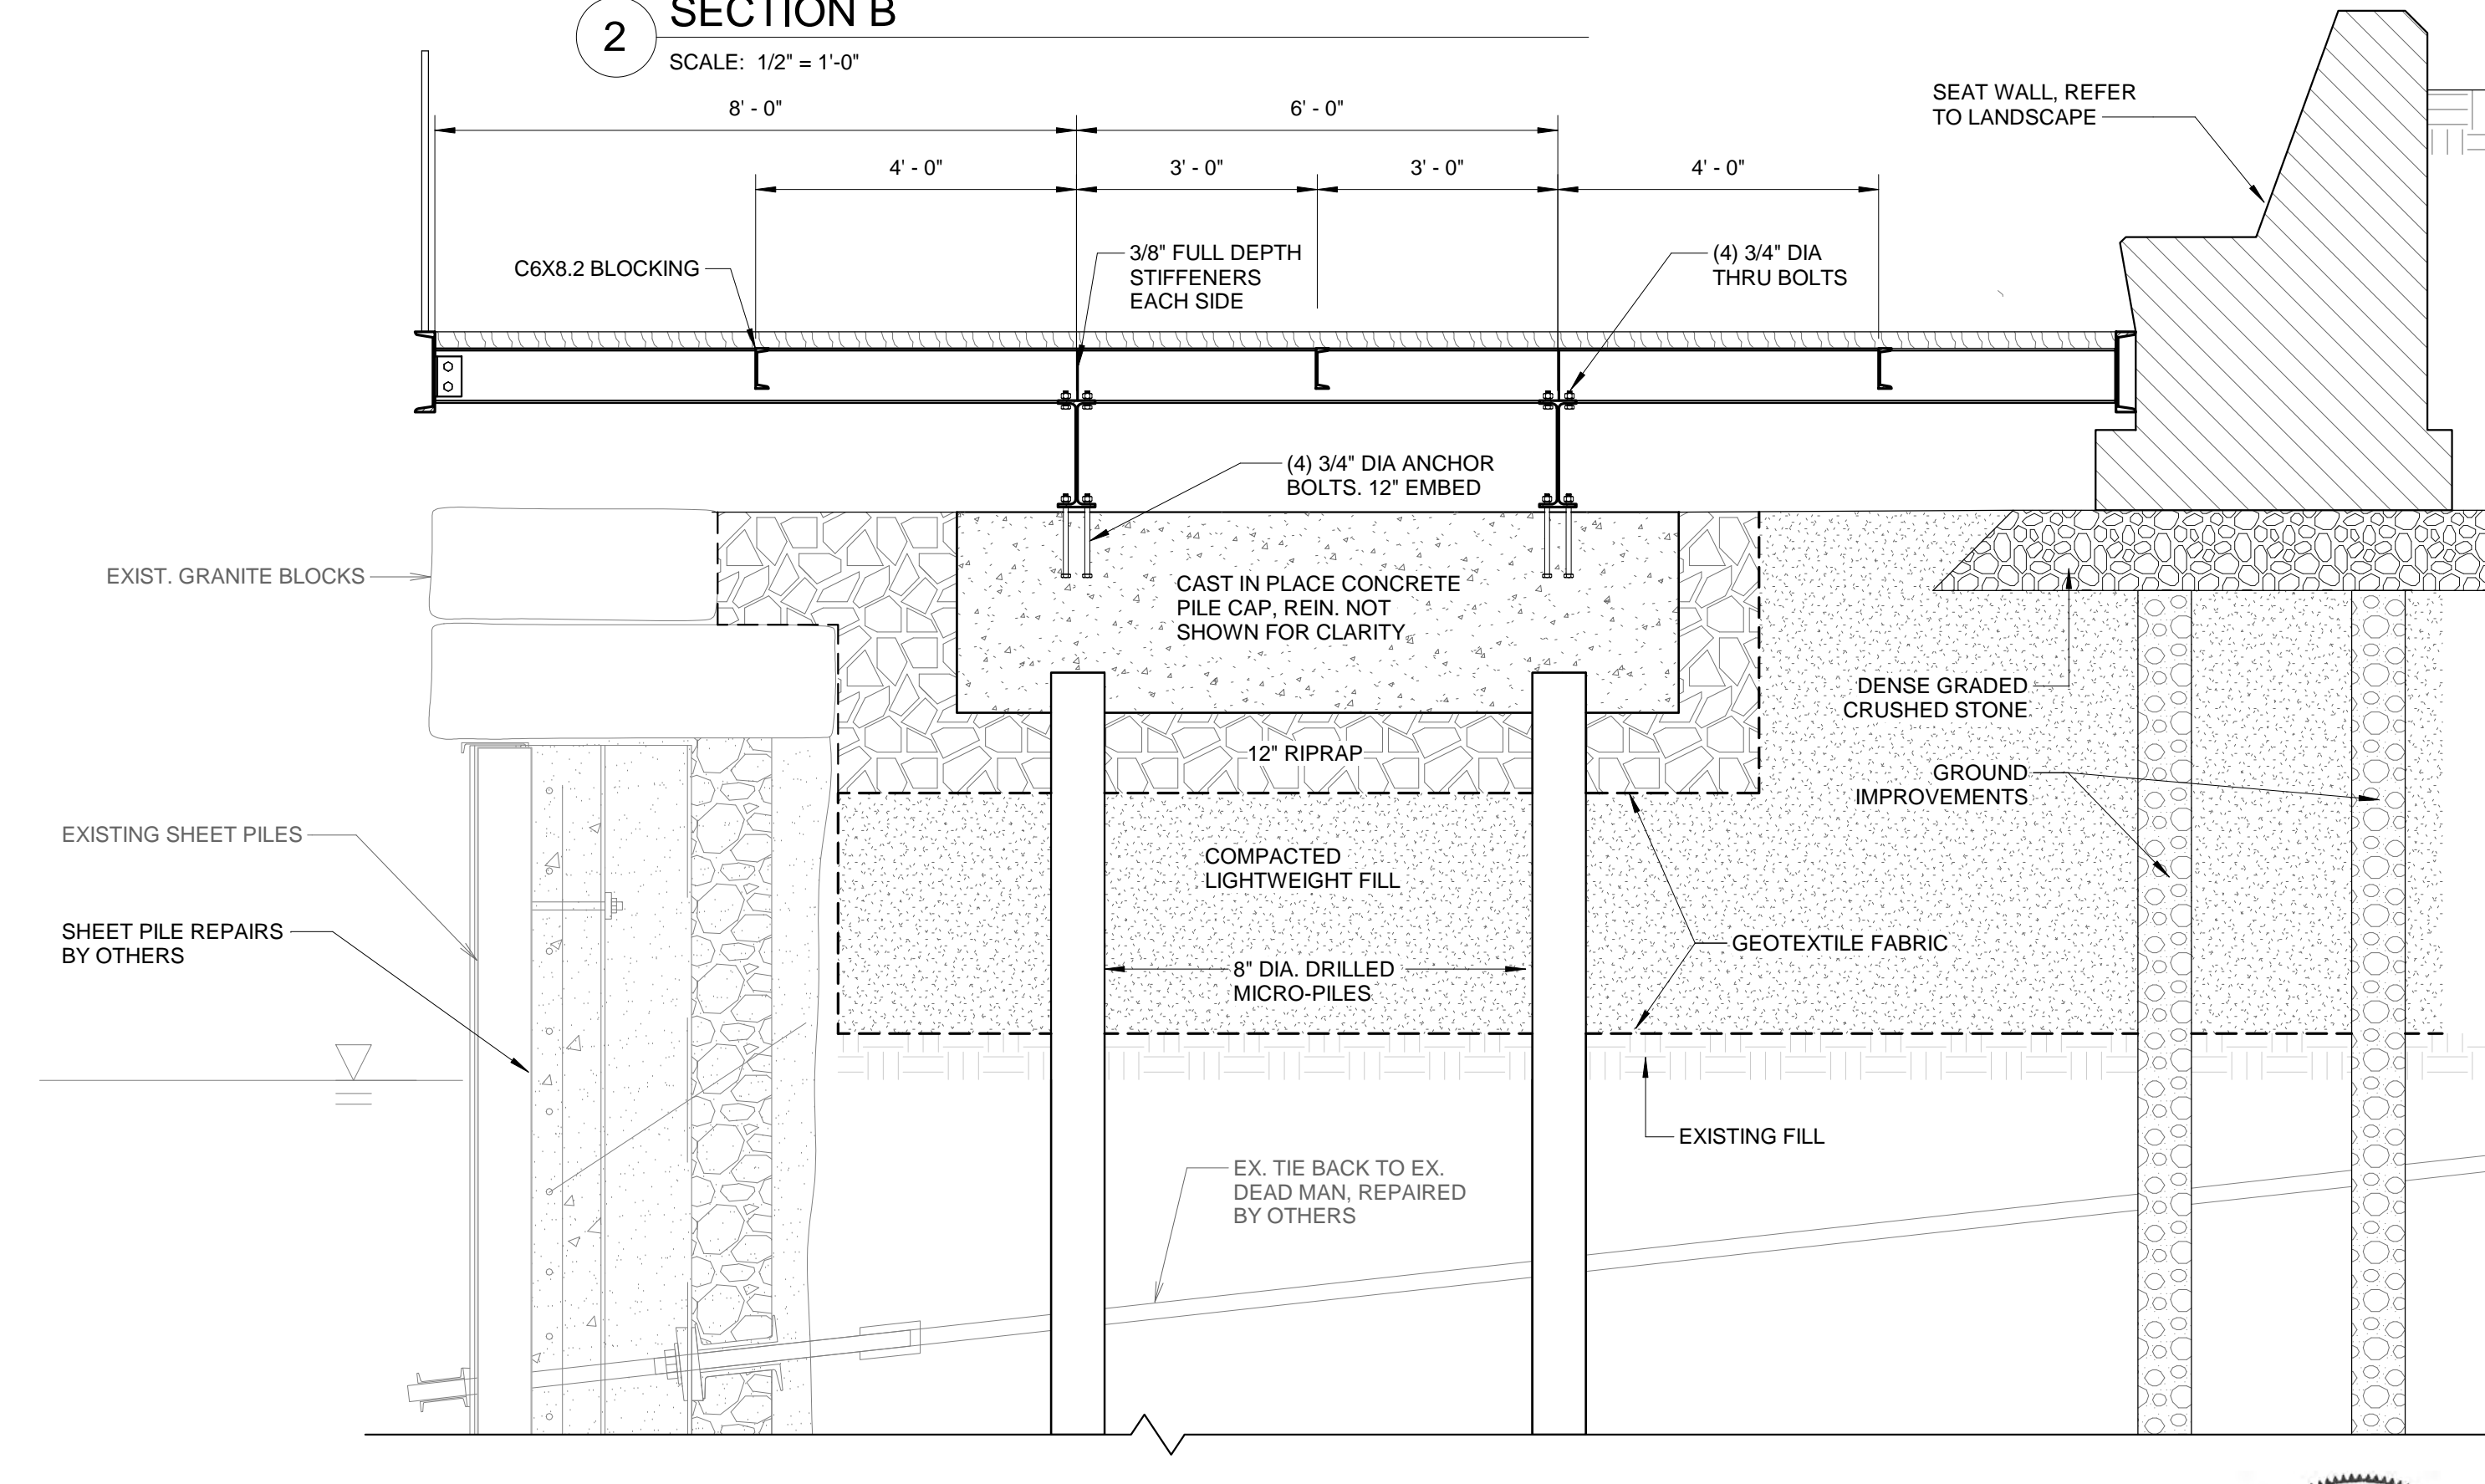 2
SECTION B
SCALE: 1/2" = 1'-0"
8' - 0"
6' - 0"
4' - 0"
3' - 0"
3' - 0"
4' - 0"
SEAT WALL, REFER
TO LANDSCAPE
C6X8.2 BLOCKING
3/8" FULL DEPTH
STIFFENERS
EACH SIDE
(4) 3/4" DIA
THRU BOLTS
(4) 3/4" DIA ANCHOR
BOLTS. 12" EMBED
EXIST. GRANITE BLOCKS
CAST IN PLACE CONCRETE
PILE CAP, REIN. NOT
SHOWN FOR CLARITY
DENSE GRADED
CRUSHED STONE
12" RIPRAP
GROUND
IMPROVEMENTS
EXISTING SHEET PILES
COMPACTED
LIGHTWEIGHT FILL
SHEET PILE REPAIRS
BY OTHERS
GEOTEXTILE FABRIC
8" DIA. DRILLED
MICRO-PILES
EXISTING FILL
EX. TIE BACK TO EX.
DEAD MAN, REPAIRED
BY OTHERS